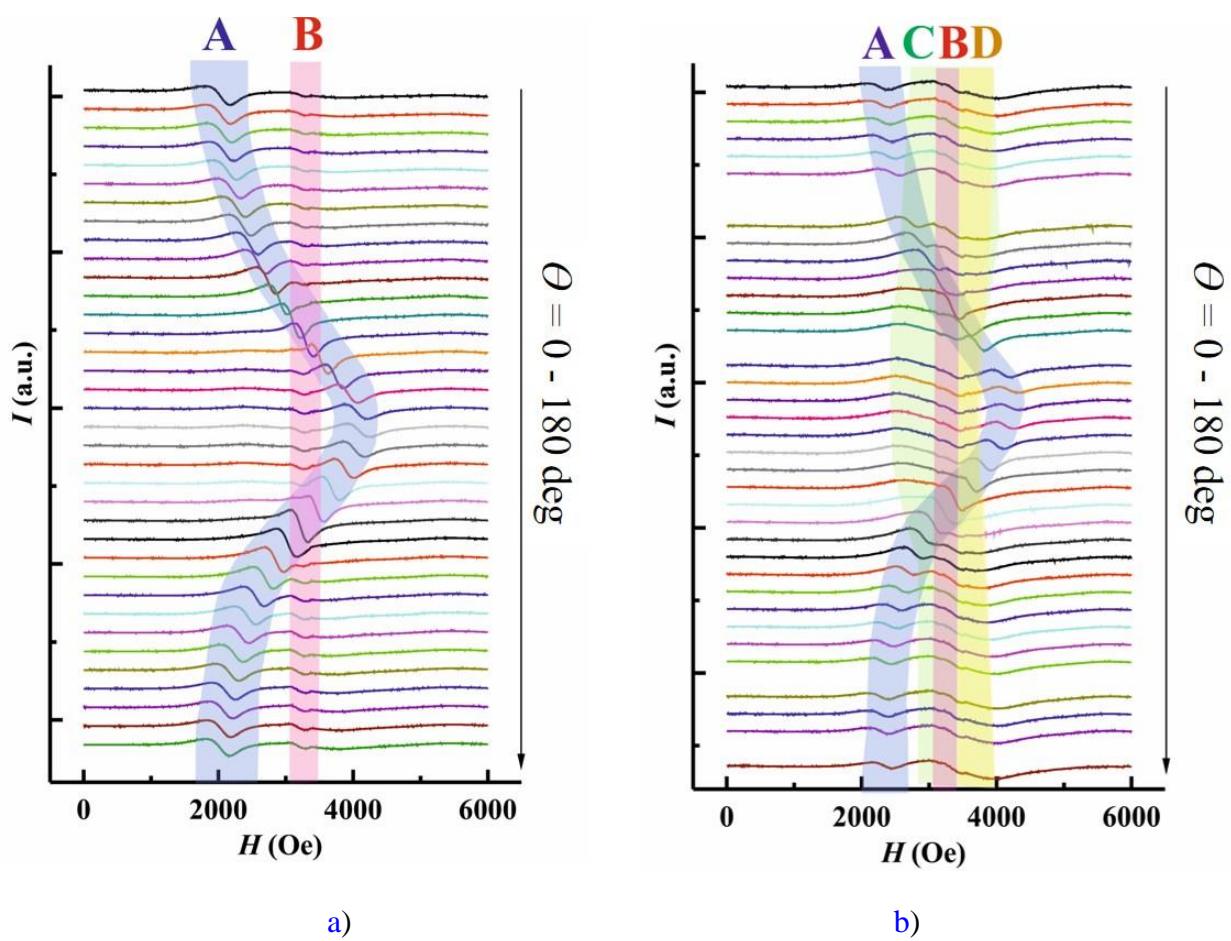 A B
I (a.u.)
Θ = 0 - 180 deg
0 2000 4000 6000
H (Oe)
a)
A C B D
I (a.u.)
Θ = 0 - 180 deg
0 2000 4000 6000
H (Oe)
b)